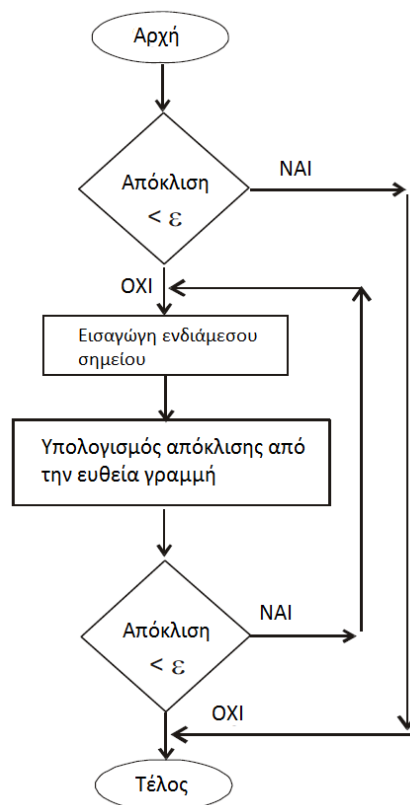 Αρχή
ΝΑΙ
Απόκλιση
< ε
ΟΧΙ
Εισαγώγη ενδιάμεσου
σημείου
Υπολογισμός απόκλισης από
την ευθεία γραμμή
ΝΑΙ
Απόκλιση
< ε
ΟΧΙ
Τέλος